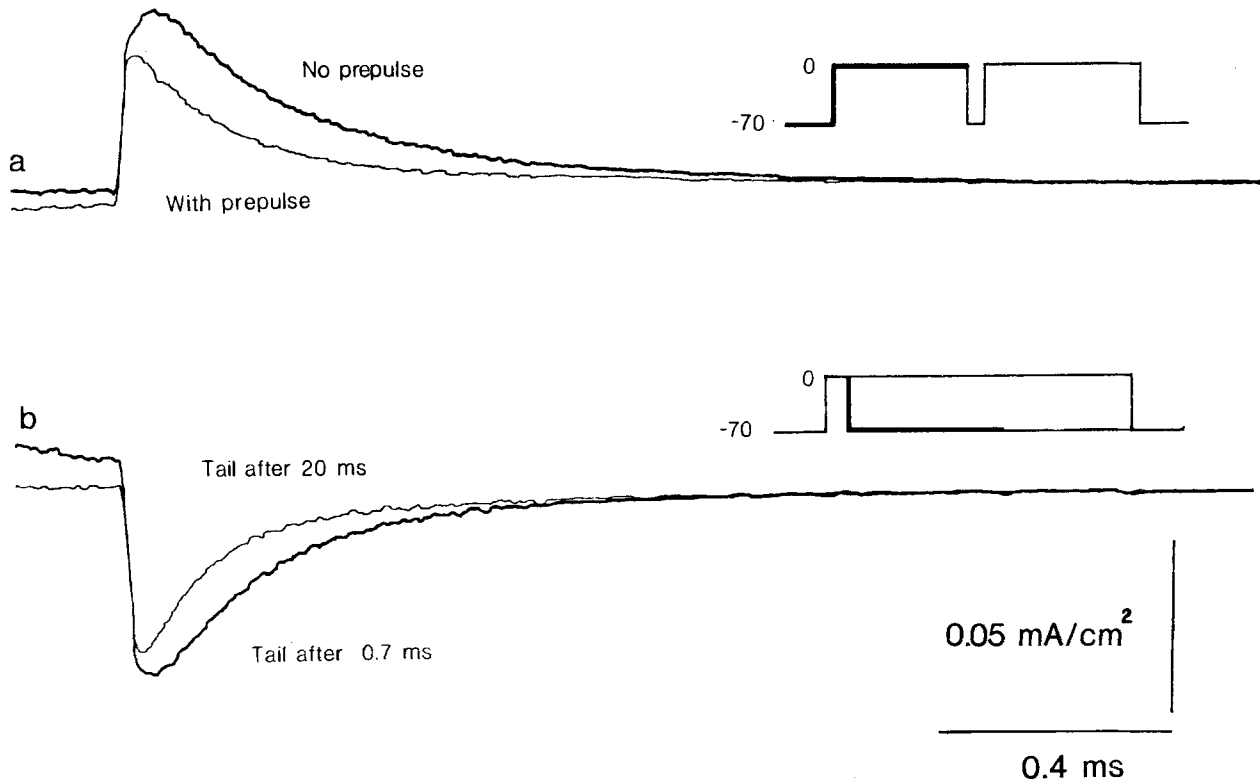 No prepulse
0
-70
a
With prepulse
0
b
-70
Tail after 20 ms
0.05 mA/cm²
Tail after 0.7 ms
0.4 ms